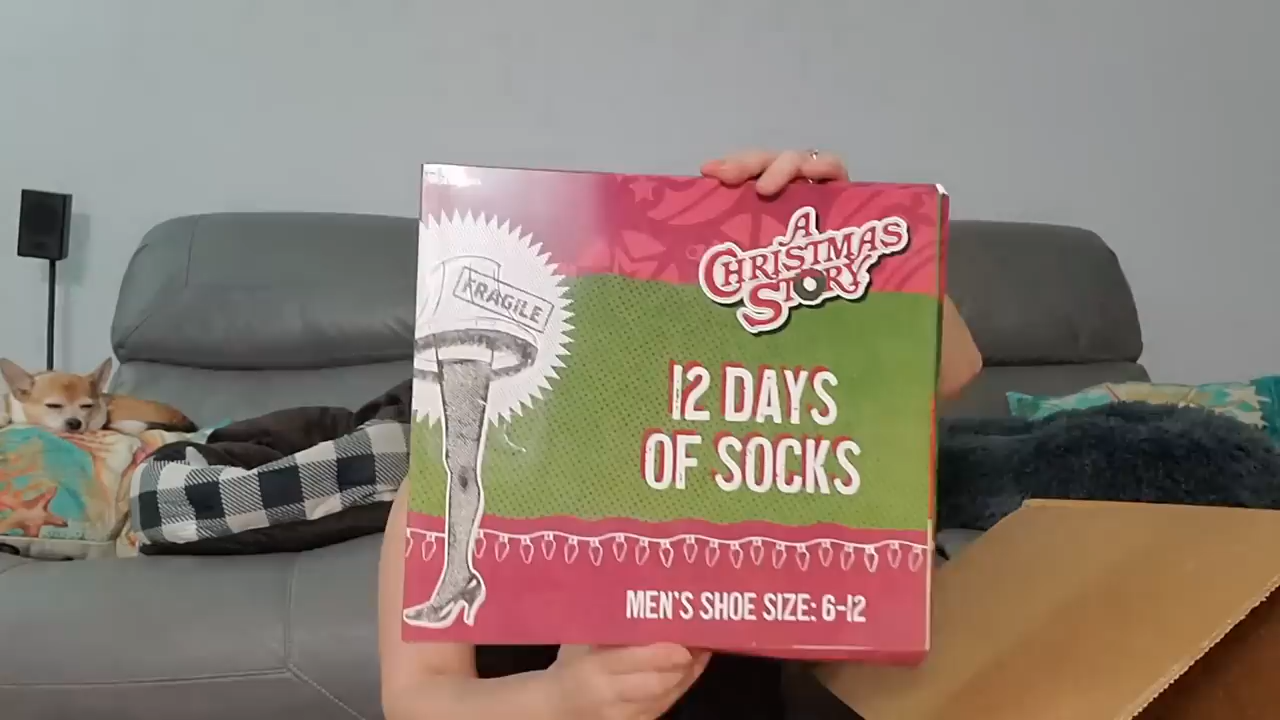 FRAGILE
A
CHRISTMAS
STORY
12 DAYS
OF SOCKS
MEN'S SHOE SIZE: 6-12